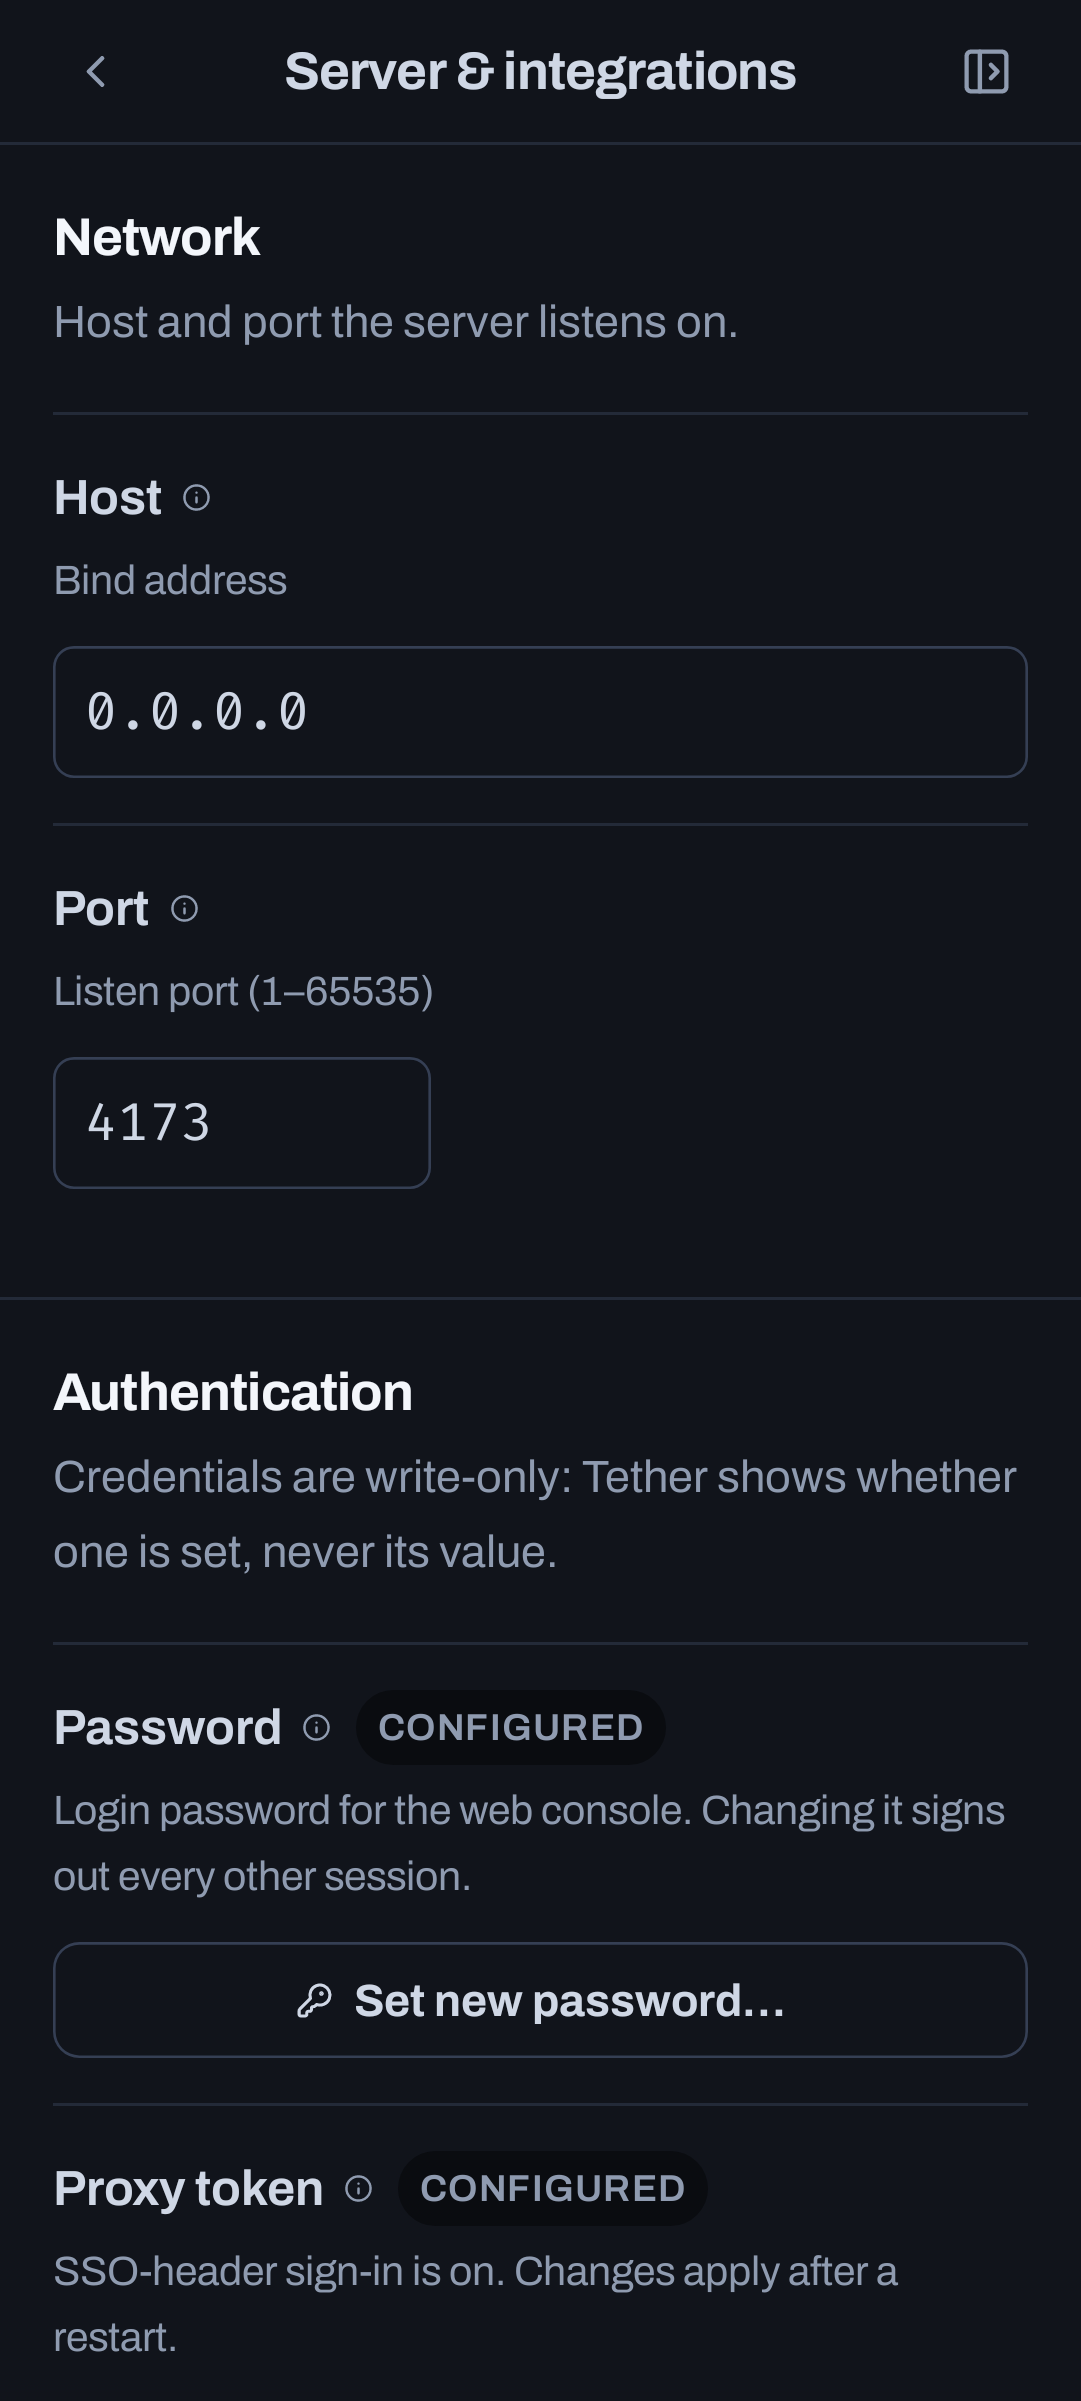 Server & integrations
Network
Host and port the server listens on.
Host
Bind address
0.0.0.0
Port
Listen port (1–65535)
4173
Authentication
Credentials are write-only: Tether shows whether
one is set, never its value.
Password CONFIGURED
Login password for the web console. Changing it signs
out every other session.
Set new password…
Proxy token CONFIGURED
SSO-header sign-in is on. Changes apply after a
restart.